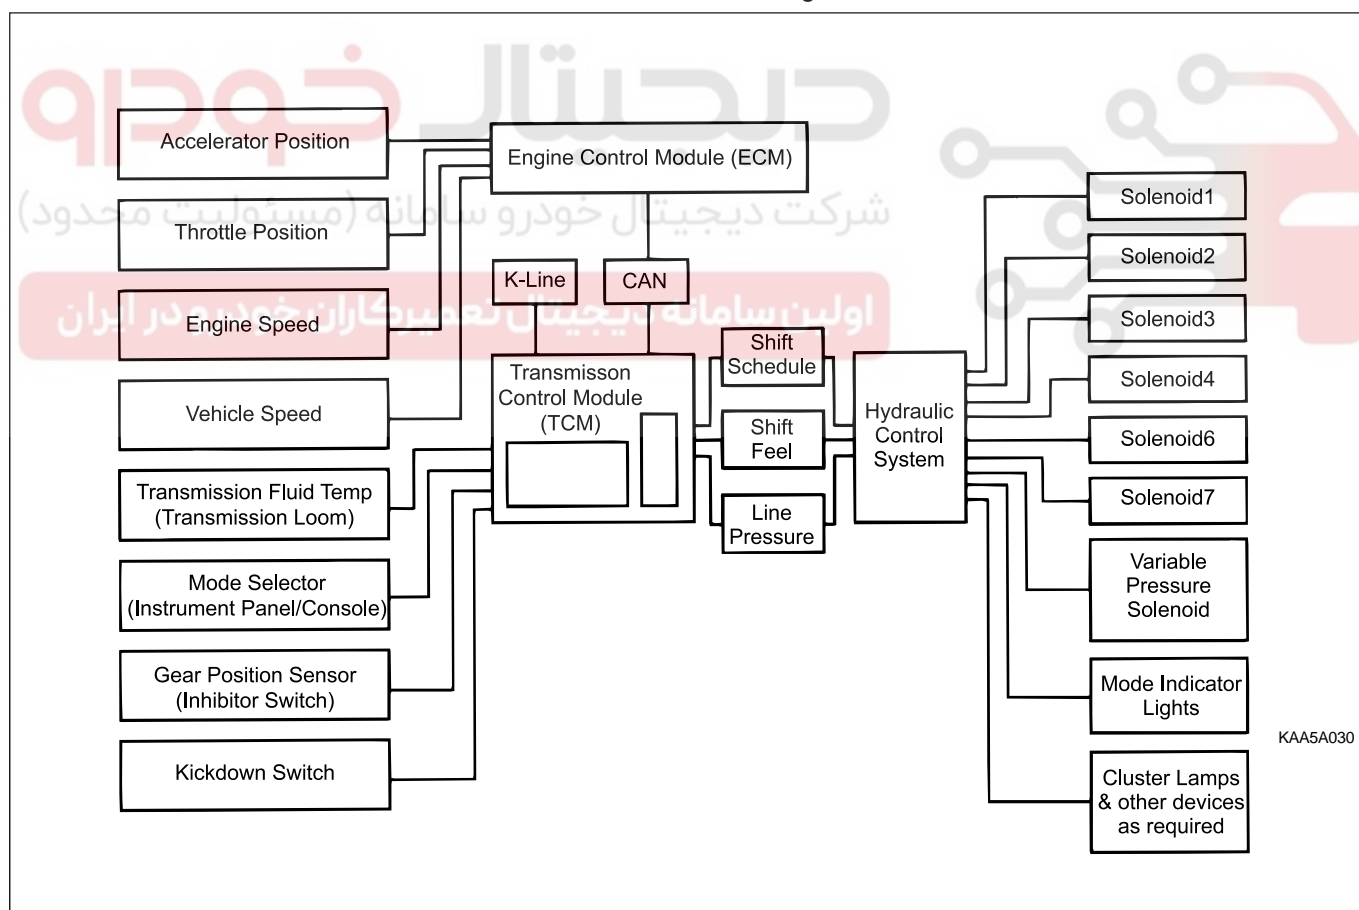 دیجیتال خودرو
شرکت دیجیتال خودرو سامانه (مسئولیت محدود)
اولین سامانه دیجیتال تعمیرکاران خودرو در ایران
Accelerator Position
Throttle Position
Engine Speed
Vehicle Speed
Transmission Fluid Temp
(Transmission Loom)
Mode Selector
(Instrument Panel/Console)
Gear Position Sensor
(Inhibitor Switch)
Kickdown Switch
Engine Control Module (ECM)
K-Line
CAN
Transmisson
Control Module
(TCM)
Shift
Schedule
Shift
Feel
Line
Pressure
Hydraulic
Control
System
Solenoid1
Solenoid2
Solenoid3
Solenoid4
Solenoid6
Solenoid7
Variable
Pressure
Solenoid
Mode Indicator
Lights
Cluster Lamps
& other devices
as required
KAA5A030